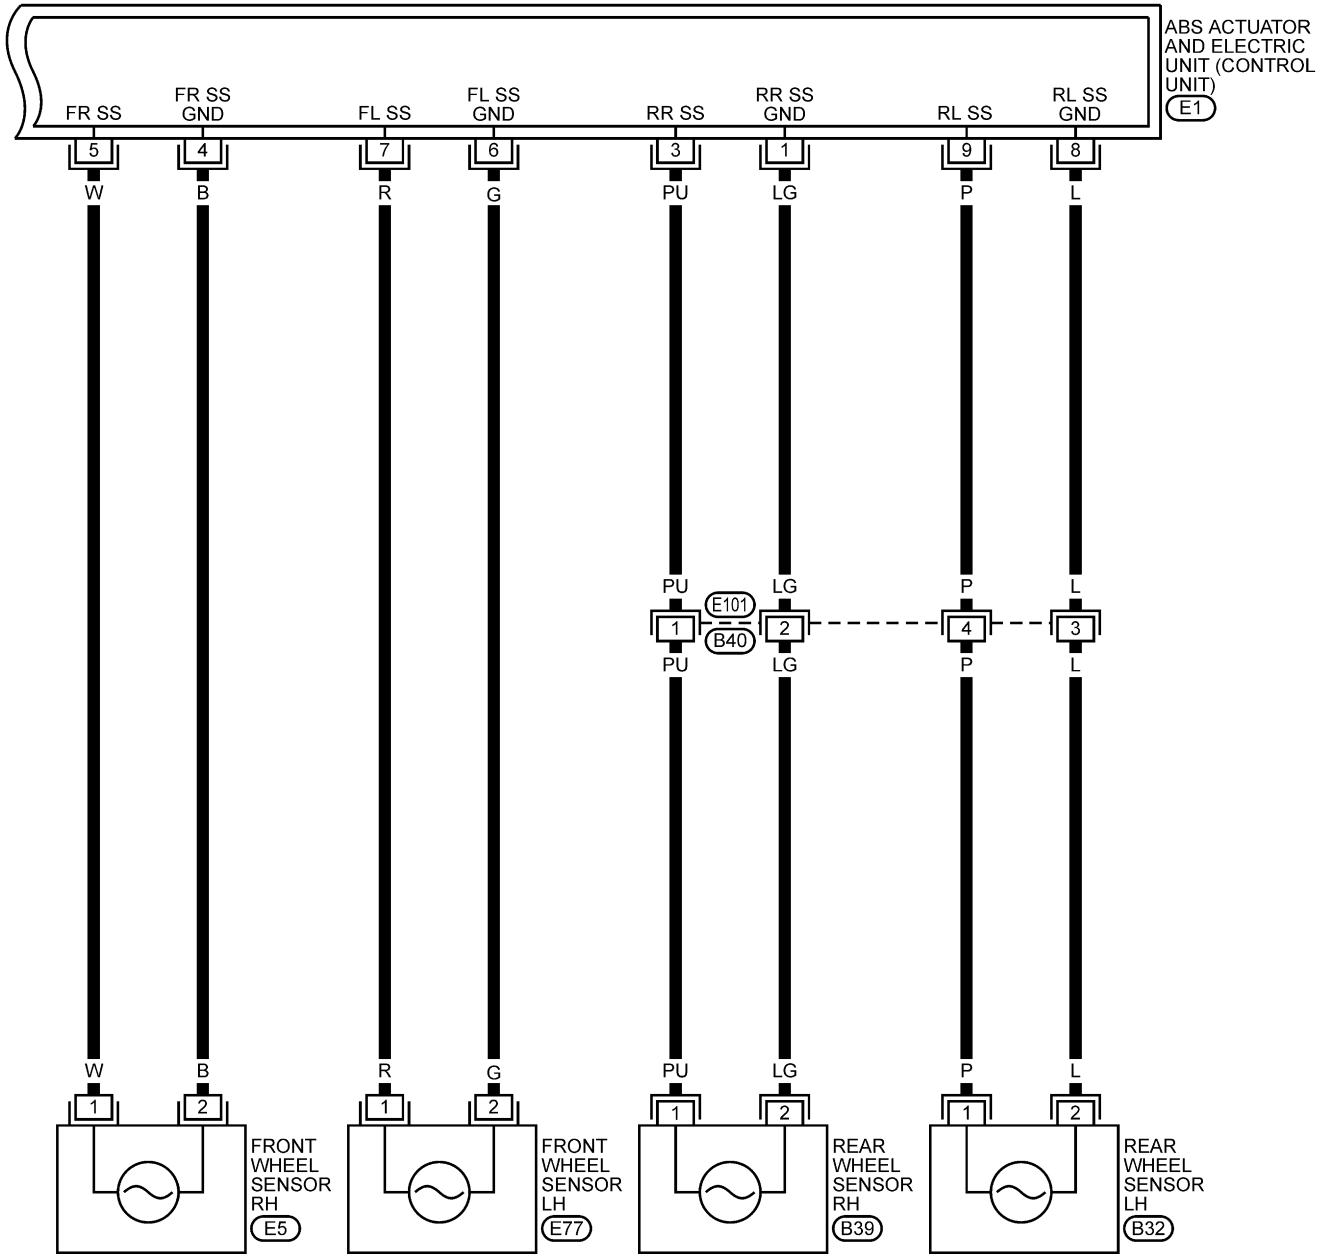 ABS ACTUATOR
AND ELECTRIC
UNIT (CONTROL
UNIT)
E1
FR SS
FR SS
GND
FL SS
FL SS
GND
RR SS
RR SS
GND
RL SS
RL SS
GND
5 4 7 6 3 1 9 8
W B R G PU LG P L
PU LG P L
E101
1 2 4 3
B40
PU LG P L
W B R G PU LG P L
1 2 1 2 1 2 1 2
FRONT
WHEEL
SENSOR
RH
E5
FRONT
WHEEL
SENSOR
LH
E77
REAR
WHEEL
SENSOR
RH
B39
REAR
WHEEL
SENSOR
LH
B32